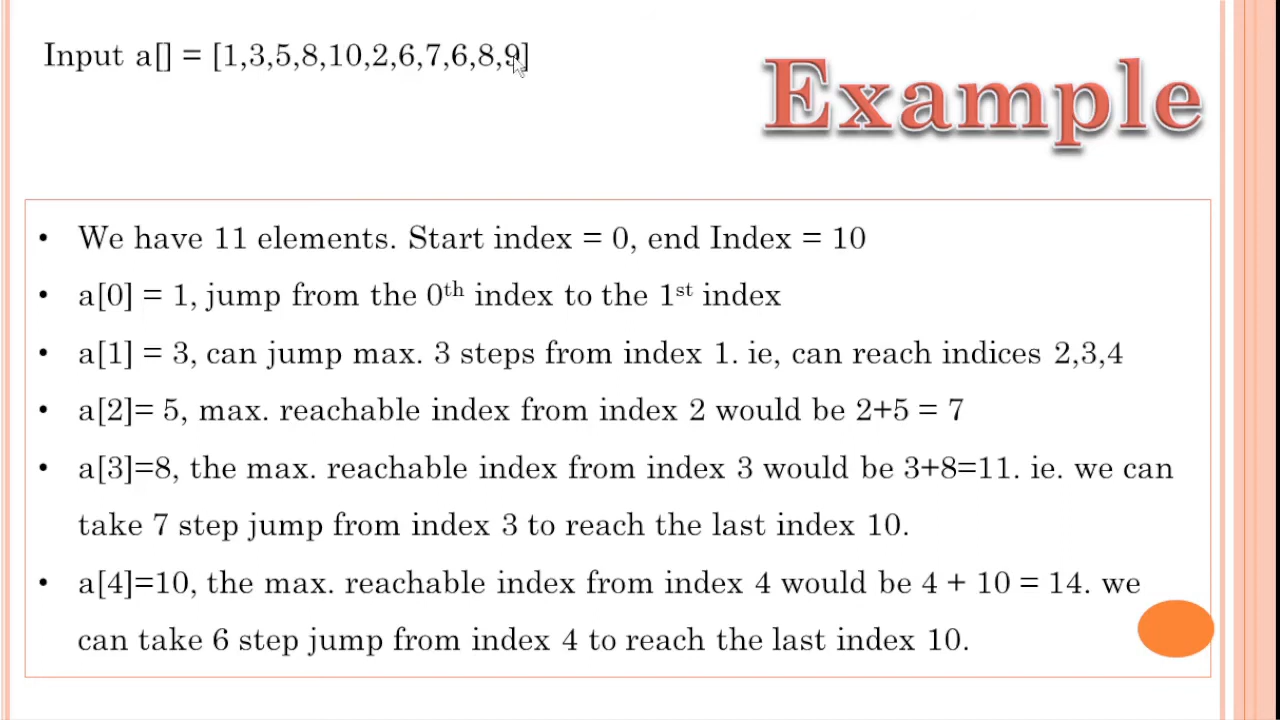 Input a[] = [1,3,5,8,10,2,6,7,6,8,9]
Example
• We have 11 elements. Start index = 0, end Index = 10
• a[0] = 1, jump from the 0th index to the 1st index
• a[1] = 3, can jump max. 3 steps from index 1. ie, can reach indices 2,3,4
• a[2]= 5, max. reachable index from index 2 would be 2+5 = 7
• a[3]=8, the max. reachable index from index 3 would be 3+8=11. ie. we can
take 7 step jump from index 3 to reach the last index 10.
• a[4]=10, the max. reachable index from index 4 would be 4 + 10 = 14. we
can take 6 step jump from index 4 to reach the last index 10.